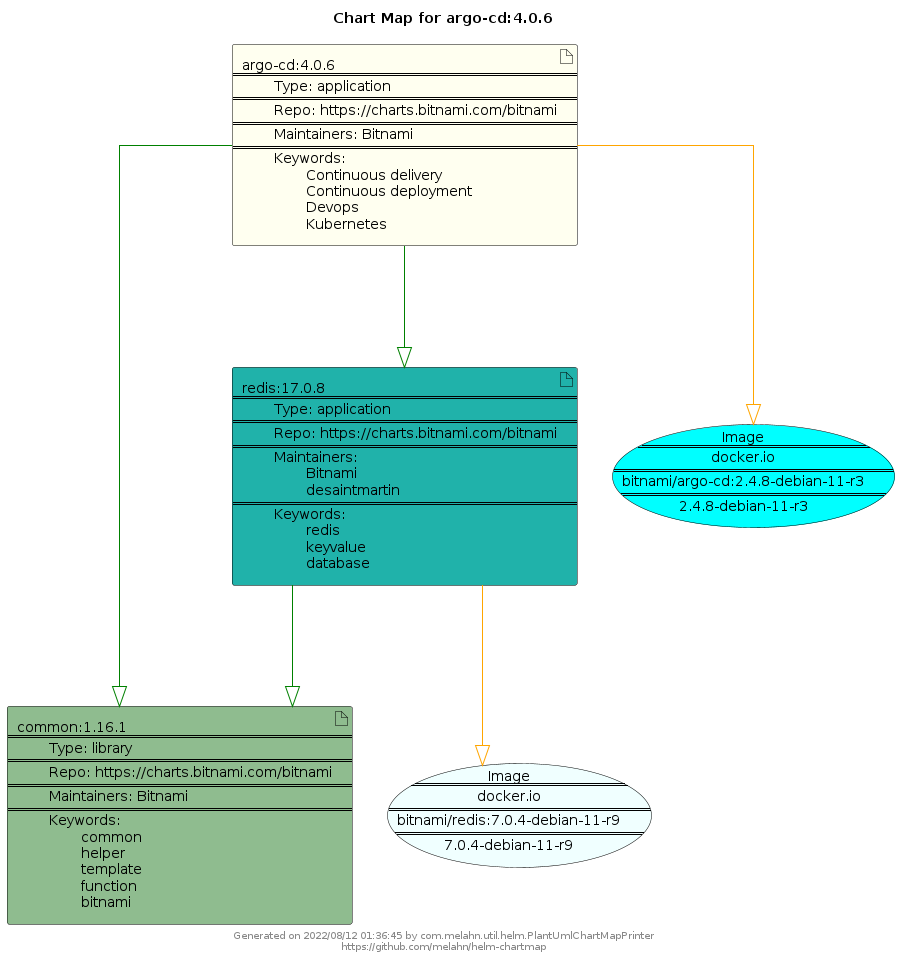 Chart Map for argo-cd:4.0.6
argo-cd:4.0.6
Type: application
Repo: https://charts.bitnami.com/bitnami
Maintainers: Bitnami
Keywords:
Continuous delivery
Continuous deployment
Devops
Kubernetes
redis:17.0.8
Type: application
Repo: https://charts.bitnami.com/bitnami
Maintainers:
Bitnami
desaintmartin
Keywords:
redis
keyvalue
database
Image
docker.io
bitnami/argo-cd:2.4.8-debian-11-r3
2.4.8-debian-11-r3
common:1.16.1
Type: library
Repo: https://charts.bitnami.com/bitnami
Maintainers: Bitnami
Keywords:
common
helper
template
function
bitnami
Image
docker.io
bitnami/redis:7.0.4-debian-11-r9
7.0.4-debian-11-r9
Generated on 2022/08/12 01:36:45 by com.melahn.util.helm.PlantUmlChartMapPrinter
https://github.com/melahn/helm-chartmap